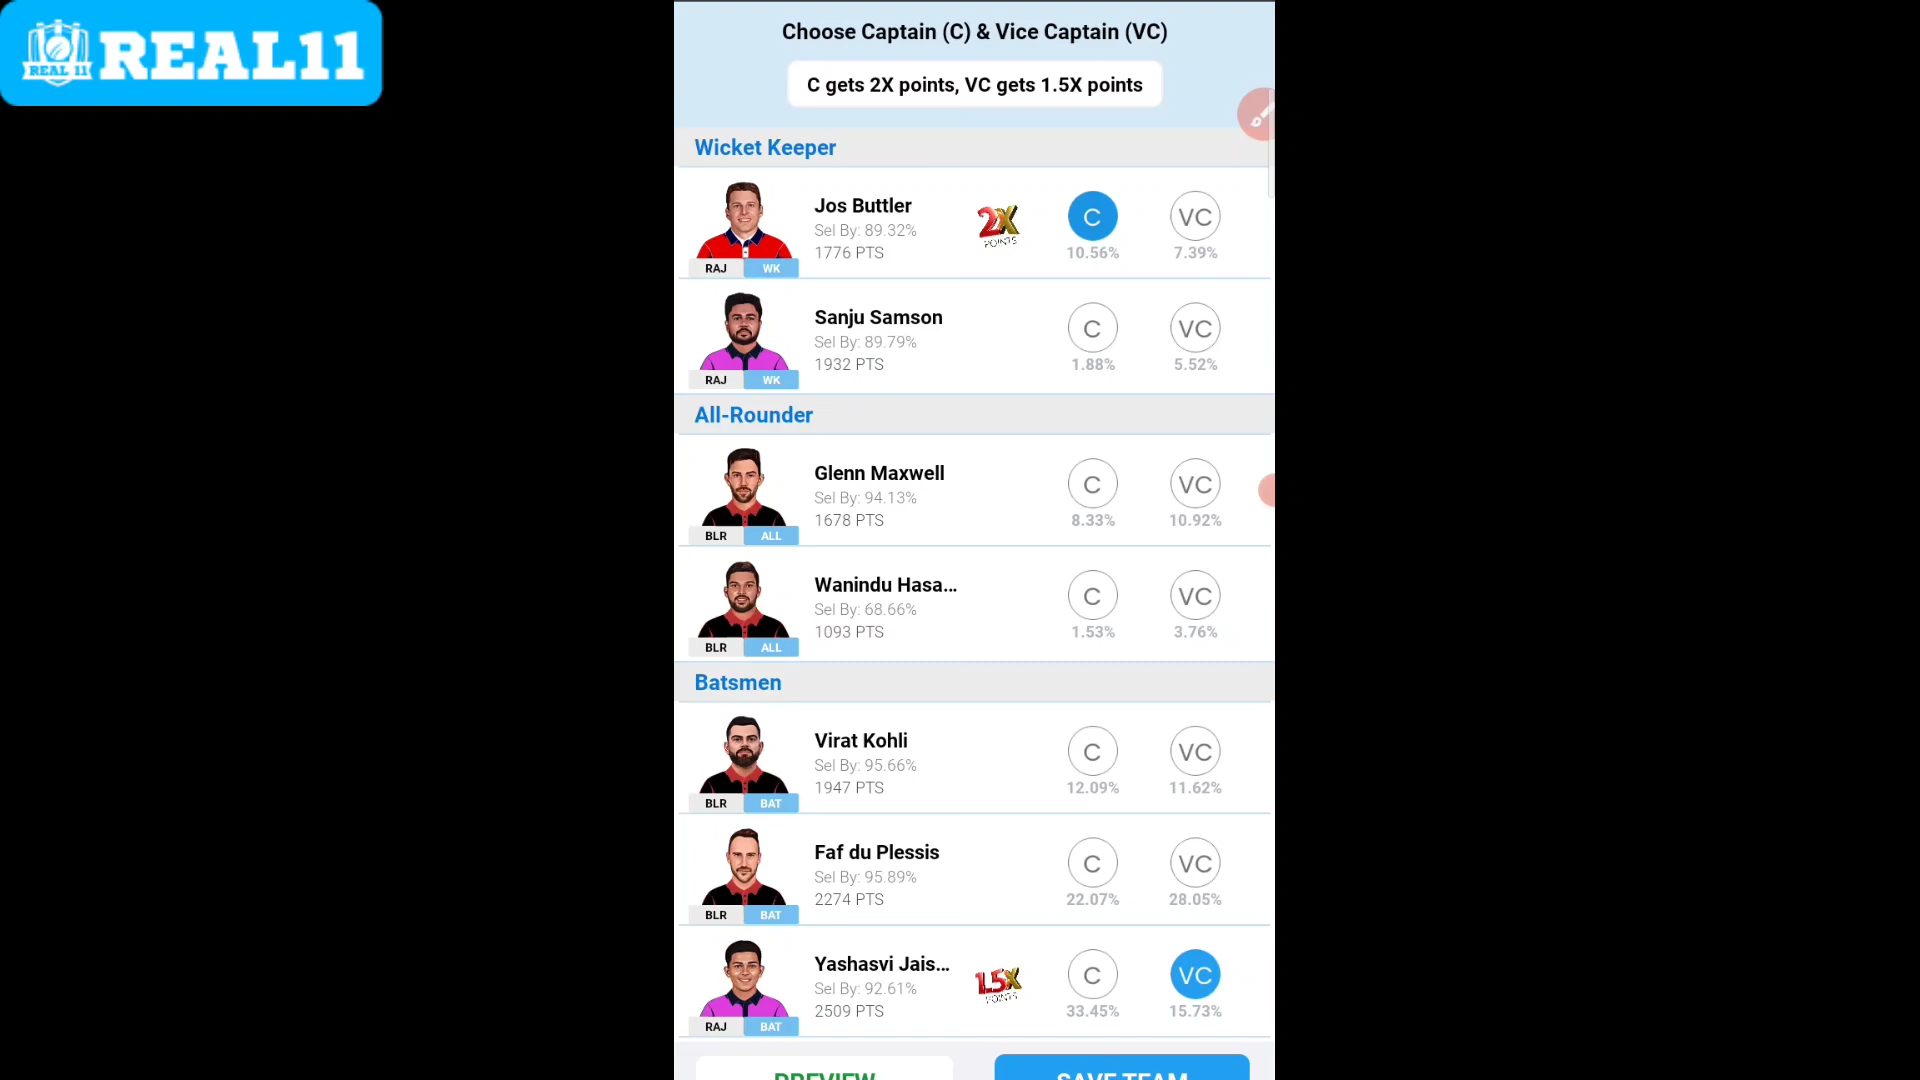 REAL 11
REAL11
Choose Captain (C) & Vice Captain (VC)
C gets 2X points, VC gets 1.5X points
Wicket Keeper
Jos Buttler
Sel By: 89.32%
1776 PTS
RAJ WK
2X
POINTS
C
10.56%
VC
7.39%
Sanju Samson
Sel By: 89.79%
1932 PTS
RAJ WK
C
1.88%
VC
5.52%
All-Rounder
Glenn Maxwell
Sel By: 94.13%
1678 PTS
BLR ALL
C
8.33%
VC
10.92%
Wanindu Hasa...
Sel By: 68.66%
1093 PTS
BLR ALL
C
1.53%
VC
3.76%
Batsmen
Virat Kohli
Sel By: 95.66%
1947 PTS
BLR BAT
C
12.09%
VC
11.62%
Faf du Plessis
Sel By: 95.89%
2274 PTS
BLR BAT
C
22.07%
VC
28.05%
Yashasvi Jais...
Sel By: 92.61%
2509 PTS
RAJ BAT
1.5X
POINTS
C
33.45%
VC
15.73%
PREVIEW
SAVE TEAM